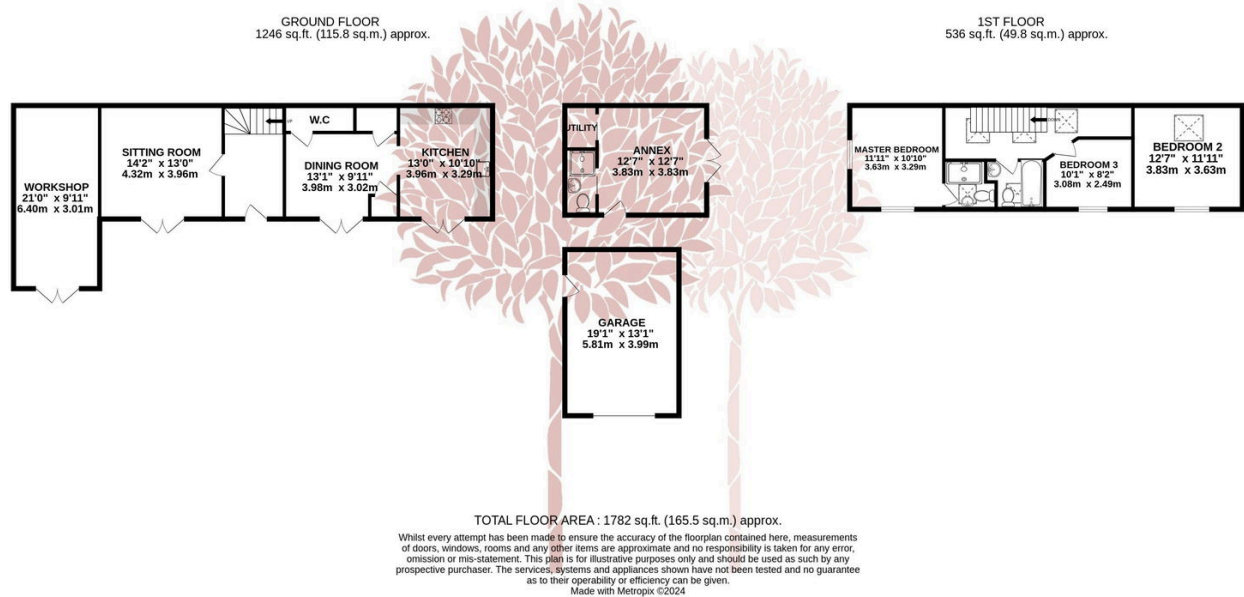 GROUND FLOOR
1246 sq.ft. (115.8 sq.m.) approx.
1ST FLOOR
536 sq.ft. (49.8 sq.m.) approx.
WORKSHOP
21'0" x 9'11"
6.40m x 3.01m
SITTING ROOM
14'2" x 13'0"
4.32m x 3.96m
W.C
DINING ROOM
13'1" x 9'11"
3.98m x 3.02m
KITCHEN
13'0" x 10'10"
3.96m x 3.29m
UTILITY
ANNEX
12'7" x 12'7"
3.83m x 3.83m
GARAGE
19'1" x 13'1"
5.81m x 3.99m
MASTER BEDROOM
11'11" x 10'10"
3.63m x 3.29m
BEDROOM 3
10'1" x 8'2"
3.08m x 2.49m
BEDROOM 2
12'7" x 11'11"
3.83m x 3.63m
TOTAL FLOOR AREA : 1782 sq.ft. (165.5 sq.m.) approx.
Whilst every attempt has been made to ensure the accuracy of the floorplan contained here, measurements
of doors, windows, rooms and any other items are approximate and no responsibility is taken for any error,
omission or mis-statement. This plan is for illustrative purposes only and should be used as such by any
prospective purchaser. The services, systems and appliances shown have not been tested and no guarantee
as to their operability or efficiency can be given.
Made with Metropix ©2024